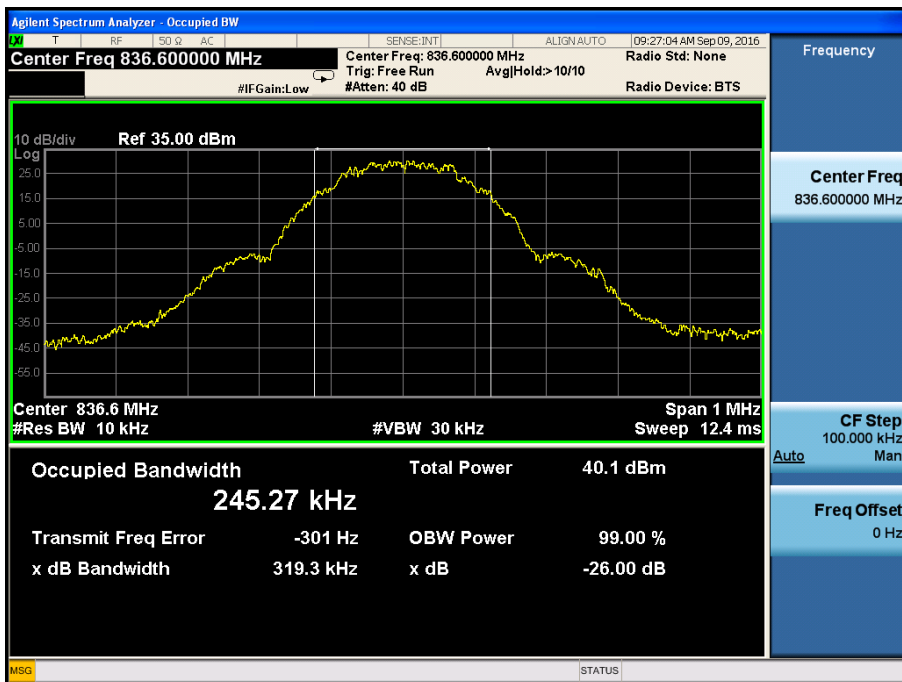 Agilent Spectrum Analyzer - Occupied BW
LXI T RF 50 Ω AC SENSE:INT ALIGN AUTO 09:27:04 AM Sep 09, 2016
Center Freq 836.600000 MHz
Center Freq: 836.600000 MHz
Radio Std: None
Trig: Free Run Avg|Hold:> 10/10
#IFGain:Low #Atten: 40 dB Radio Device: BTS
10 dB/div Ref 35.00 dBm
Log
25.0
15.0
5.00
-5.00
-15.0
-25.0
-35.0
-45.0
-55.0
Center 836.6 MHz Span 1 MHz
#Res BW 10 kHz #VBW 30 kHz Sweep 12.4 ms
Occupied Bandwidth Total Power 40.1 dBm
245.27 kHz
Transmit Freq Error -301 Hz OBW Power 99.00 %
x dB Bandwidth 319.3 kHz x dB -26.00 dB
Frequency
Center Freq
836.600000 MHz
CF Step
100.000 kHz
Auto Man
Freq Offset
0 Hz
MSG STATUS